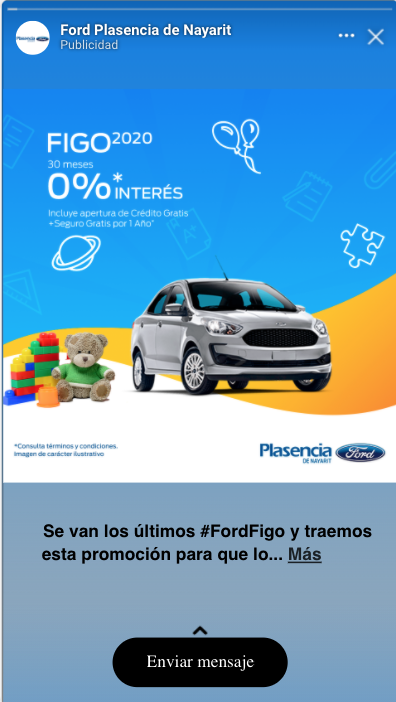 Ford Plasencia de Nayarit
Publicidad
FIGO2020
30 meses
0%* INTERÉS
Incluye apertura de Crédito Gratis
+Seguro Gratis por 1 Año*
*Consulta términos y condiciones.
Imagen de carácter ilustrativo
Plasencia
DE NAYARIT
Ford
Se van los últimos #FordFigo y traemos
esta promoción para que lo... Más
Enviar mensaje